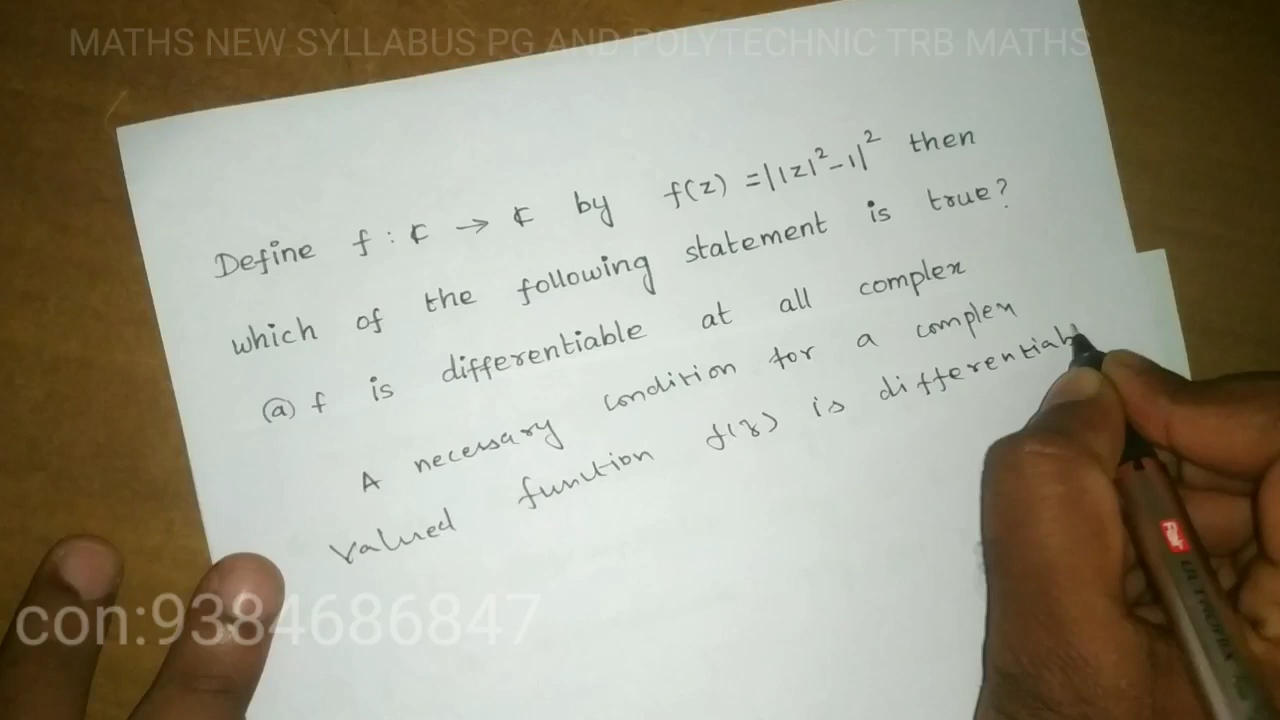 MATHS NEW SYLLABUS PG AND POLYTECHNIC TRB MATHS
Define f : ₵ → ₵ by f(z) = ||z|²-1|² then
which of the following statement is true?
(a) f is differentiable at all complex
A necessary condition for a complex
valued function f(z) is differentiab
con:9384686847